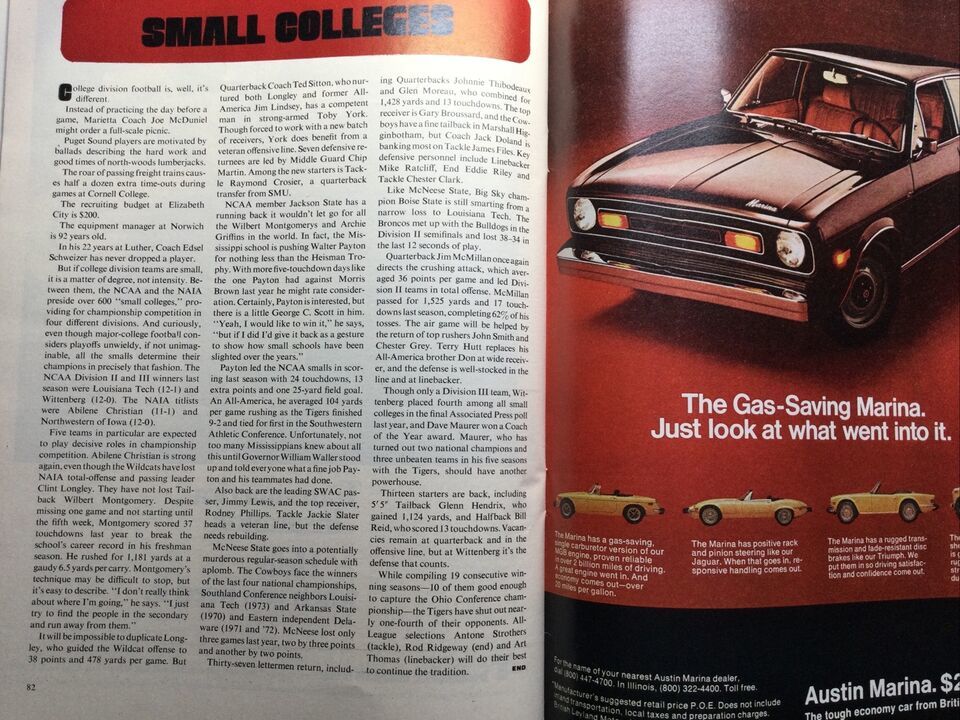 SMALL COLLEGES
College division football is, well, it's
different.
Instead of practicing the day before a
game, Marietta Coach Joe McDaniel
might order a full-scale picnic.
Puget Sound players are motivated by
ballads describing the hard work and
good times of north-woods lumberjacks.
The roar of passing freight trains caus-
es half a dozen extra time-outs during
games at Cornell College.
The recruiting budget at Elizabeth
City is $200.
The equipment manager at Norwich
is 92 years old.
In his 22 years at Luther, Coach Edsel
Schweizer has never dropped a player.
But if college division teams are small,
it is a matter of degree, not intensity. Be-
tween them, the NCAA and the NAIA
preside over 600 "small colleges," pro-
viding for championship competition in
four different divisions. And curiously,
even though major-college football con-
siders playoffs unwieldy, if not unimag-
inable, all the smalls determine their
champions in precisely that fashion. The
NCAA Division II and III winners last
season were Louisiana Tech (12-1) and
Wittenberg (12-0). The NAIA titlists
were Abilene Christian (11-1) and
Northwestern of Iowa (12-0).
Five teams in particular are expected
to play decisive roles in championship
competition. Abilene Christian is strong
again, even though the Wildcats have lost
NAIA total-offense and passing leader
Clint Longley. They have not lost Tail-
back Wilbert Montgomery. Despite
missing one game and not starting until
the fifth week, Montgomery scored 37
touchdowns last year to break the
school's career record in his freshman
season. He rushed for 1,181 yards at a
gaudy 6.5 yards per carry. Montgomery's
technique may be difficult to stop, but
it's easy to describe. "I don't really think
about where I'm going," he says. "I just
try to find the people in the secondary
and run away from them."
It will be impossible to duplicate Long-
ley, who guided the Wildcat offense to
38 points and 478 yards per game. But
82
Quarterback Coach Ted Sitton, who nur-
tured both Longley and former All-
America Jim Lindsey, has a competent
man in strong-armed Toby York.
Though forced to work with a new batch
of receivers, York does benefit from a
veteran offensive line. Seven defensive re-
turnees are led by Middle Guard Chip
Martin. Among the new starters is Tack-
le Raymond Crosier, a quarterback
transfer from SMU.
NCAA member Jackson State has a
running back it wouldn't let go for all
the Wilbert Montgomerys and Archie
Griffins in the world. In fact, the Mis-
sissippi school is pushing Walter Payton
for nothing less than the Heisman Tro-
phy. With more five-touchdown days like
the one Payton had against Morris
Brown last year he might rate consider-
ation. Certainly, Payton is interested, but
there is a little George C. Scott in him.
"Yeah, I would like to win it," he says,
"but if I did I'd give it back as a gesture
to show how small schools have been
slighted over the years."
Payton led the NCAA smalls in scor-
ing last season with 24 touchdowns, 13
extra points and one 25-yard field goal.
An All-America, he averaged 104 yards
per game rushing as the Tigers finished
9-2 and tied for first in the Southwestern
Athletic Conference. Unfortunately, not
too many Mississippians knew about all
this until Governor William Waller stood
up and told everyone what a fine job Pay-
ton and his teammates had done.
Also back are the leading SWAC pas-
ser, Jimmy Lewis, and the top receiver,
Rodney Phillips. Tackle Jackie Slater
heads a veteran line, but the defense
needs rebuilding.
McNeese State goes into a potentially
murderous regular-season schedule with
aplomb. The Cowboys face the winners
of the last four national championships,
Southland Conference neighbors Louisi-
ana Tech (1973) and Arkansas State
(1970) and Eastern independent Dela-
ware (1971 and '72). McNeese lost only
three games last year, two by three points
and another by two points.
Thirty-seven lettermen return, includ-
ing Quarterbacks Johnnie Thibodeaux
and Glen Moreau, who combined for
1,428 yards and 13 touchdowns. The top
receiver is Gary Broussard, and the Cow-
boys have a fine tailback in Marshall Hig-
ginbotham, but Coach Jack Doland is
banking most on Tackle James Files. Key
defensive personnel include Linebacker
Mike Ratcliff, End Eddie Riley and
Tackle Chester Clark.
Like McNeese State, Big Sky cham-
pion Boise State is still smarting from a
narrow loss to Louisiana Tech. The
Broncos met up with the Bulldogs in the
Division II semifinals and lost 38-34 in
the last 12 seconds of play.
Quarterback Jim McMillan once again
directs the crushing attack, which aver-
aged 36 points per game and led Divi-
sion II teams in total offense. McMillan
passed for 1,525 yards and 17 touch-
downs last season, completing 62% of his
tosses. The air game will be helped by
the return of top rushers John Smith and
Chester Grey. Terry Hutt replaces his
All-America brother Don at wide receiv-
er, and the defense is well-stocked in the
line and at linebacker.
Though only a Division III team, Wit-
tenberg placed fourth among all small
colleges in the final Associated Press poll
last year, and Dave Maurer won a Coach
of the Year award. Maurer, who has
turned out two national champions and
three unbeaten teams in his five seasons
with the Tigers, should have another
powerhouse.
Thirteen starters are back, including
5'5" Tailback Glenn Hendrix, who
gained 1,124 yards, and Halfback Bill
Reid, who scored 13 touchdowns. Vacan-
cies remain at quarterback and in the
offensive line, but at Wittenberg it's the
defense that counts.
While compiling 19 consecutive win-
ning seasons—10 of them good enough
to capture the Ohio Conference champi-
onship—the Tigers have shut out near-
ly one-fourth of their opponents. All-
League selections Antone Strothers
(tackle), Rod Ridgeway (end) and Art
Thomas (linebacker) will do their best
to continue the tradition. END
Marina
The Gas-Saving Marina.
Just look at what went into it.
The Marina has a gas-saving,
single carburetor version of our
MGB engine, proven reliable
in over 2 billion miles of driving.
A great engine went in. And
economy comes out—over
miles per gallon.
The Marina has positive rack
and pinion steering like our
Jaguar. When that goes in, re-
sponsive handling comes out.
The Marina has a rugged trans-
mission and fade-resistant disc
brakes like our Triumph. We
put them in so driving satisfac-
tion and confidence come out.
For the name of your nearest Austin Marina dealer,
dial (800) 447-4700. In Illinois, (800) 322-4400. Toll free.
*Manufacturer's suggested retail price P.O.E. Does not include
inland transportation, local taxes and preparation charges.
British Leyland
Austin Marina. $2
The tough economy car from Briti